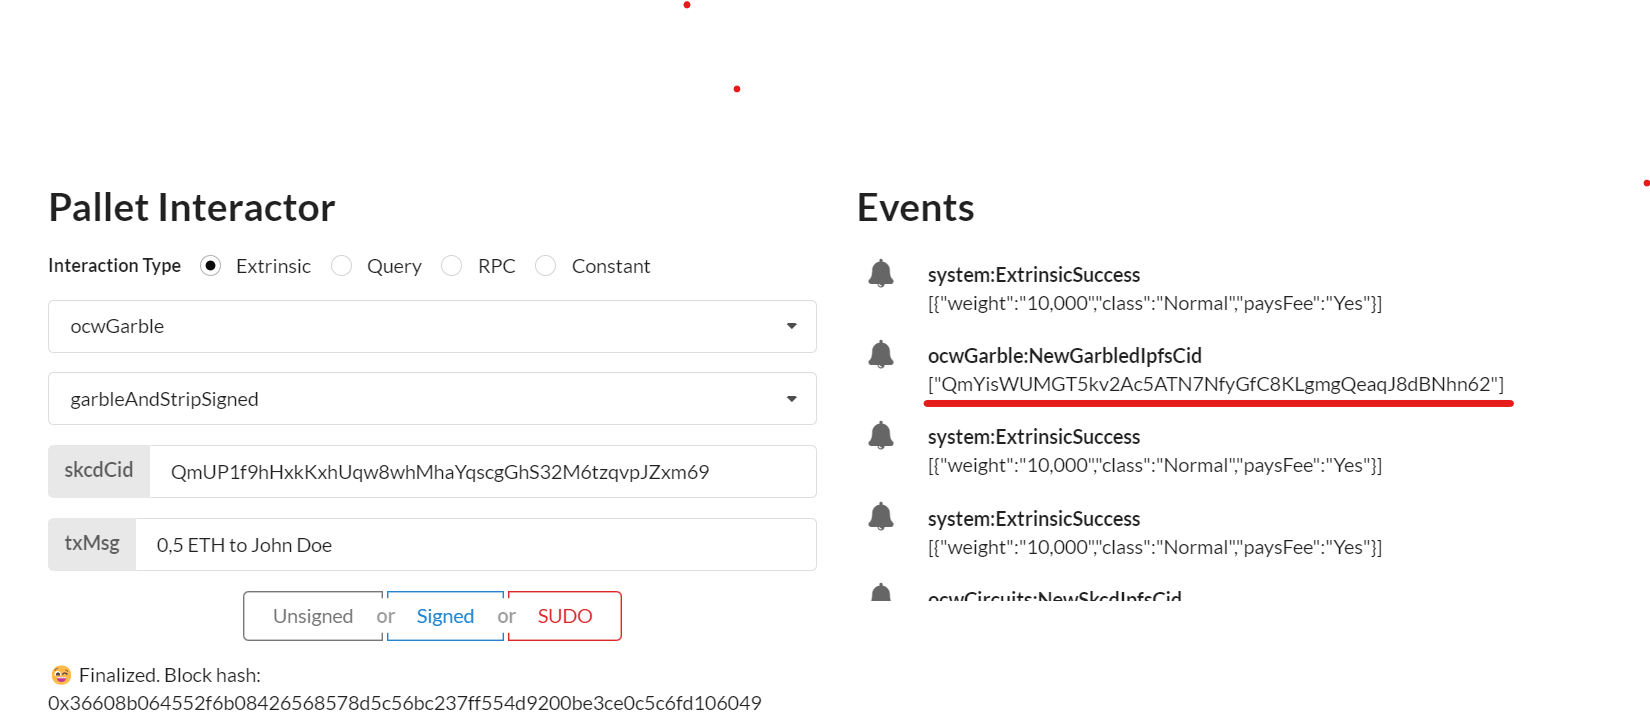 Pallet Interactor
Interaction Type Extrinsic Query RPC Constant
ocwGarble
garbleAndStripSigned
skcdCid QmUP1f9hHxkKxhUqw8whMhaYqscgGhS32M6tzqvpJZxm69
txMsg 0,5 ETH to John Doe
Unsigned or Signed or SUDO
Finalized. Block hash:
0x36608b064552f6b08426568578d5c56bc237ff554d9200be3ce0c5c6fd106049
Events
system:ExtrinsicSuccess
[{"weight":"10,000","class":"Normal","paysFee":"Yes"}]
ocwGarble:NewGarbledIpfsCid
["QmYisWUMGT5kv2Ac5ATN7NfyGfC8KLgmgQeaqJ8dBNhn62"]
system:ExtrinsicSuccess
[{"weight":"10,000","class":"Normal","paysFee":"Yes"}]
system:ExtrinsicSuccess
[{"weight":"10,000","class":"Normal","paysFee":"Yes"}]
ocwCircuits:NewSkcdIpfsCid